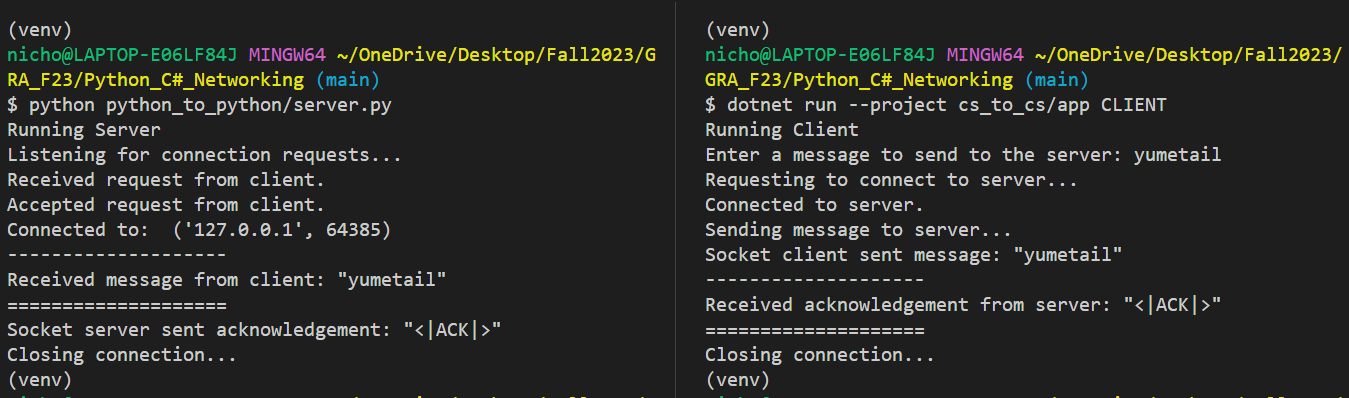 (venv)
nicho@LAPTOP-E06LF84J MINGW64 ~/OneDrive/Desktop/Fall2023/G
RA_F23/Python_C#_Networking (main)
$ python python_to_python/server.py
Running Server
Listening for connection requests...
Received request from client.
Accepted request from client.
Connected to:  ('127.0.0.1', 64385)
--------------------
Received message from client: "yumetail"
====================
Socket server sent acknowledgement: "<|ACK|>"
Closing connection...
(venv)
(venv)
nicho@LAPTOP-E06LF84J MINGW64 ~/OneDrive/Desktop/Fall2023/
GRA_F23/Python_C#_Networking (main)
$ dotnet run --project cs_to_cs/app CLIENT
Running Client
Enter a message to send to the server: yumetail
Requesting to connect to server...
Connected to server.
Sending message to server...
Socket client sent message: "yumetail"
--------------------
Received acknowledgement from server: "<|ACK|>"
====================
Closing connection...
(venv)